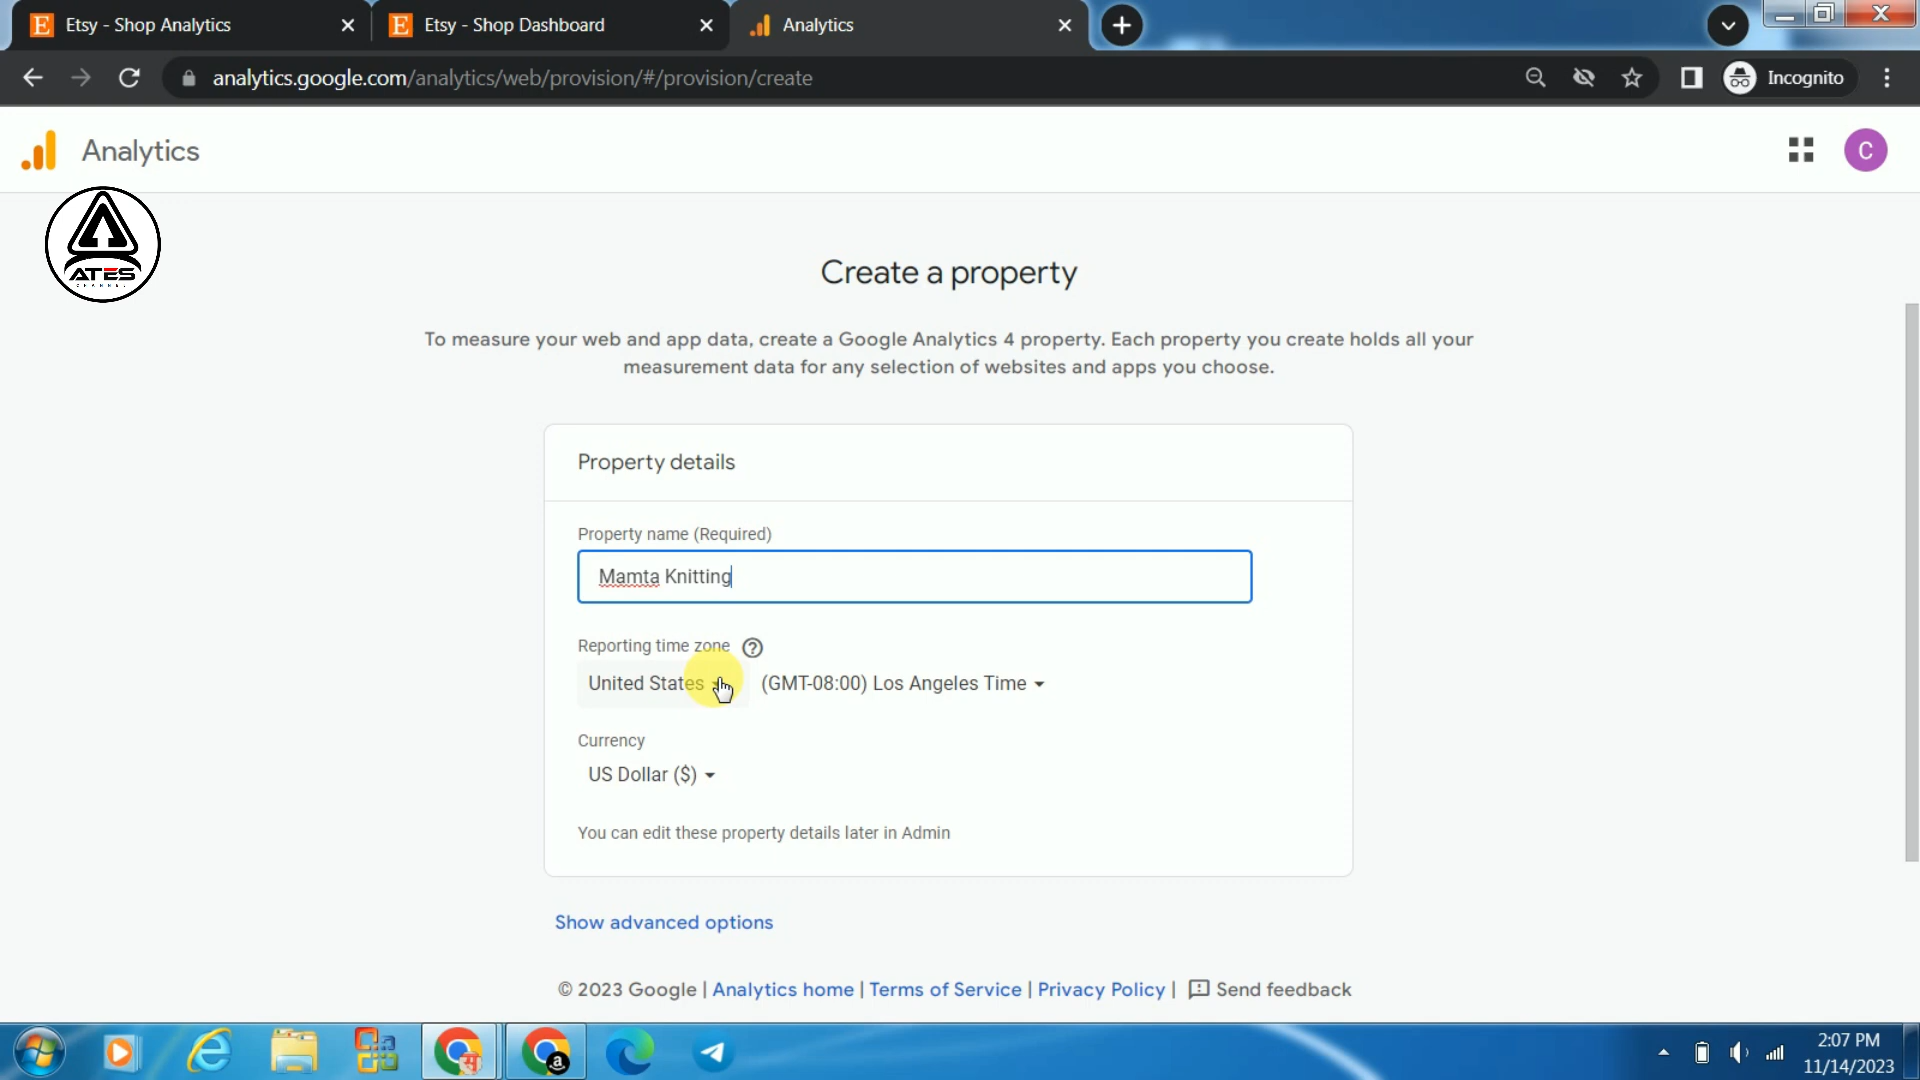 Etsy - Shop Analytics
Etsy - Shop Dashboard
Analytics
analytics.google.com/analytics/web/provision/#/provision/create
Incognito
Analytics
C
ATES
CHANNEL
Create a property
To measure your web and app data, create a Google Analytics 4 property. Each property you create holds all your
measurement data for any selection of websites and apps you choose.
Property details
Property name (Required)
Mamta Knitting
Reporting time zone
United States
(GMT-08:00) Los Angeles Time
Currency
US Dollar ($)
You can edit these property details later in Admin
Show advanced options
© 2023 Google | Analytics home | Terms of Service | Privacy Policy | Send feedback
2:07 PM
11/14/2023